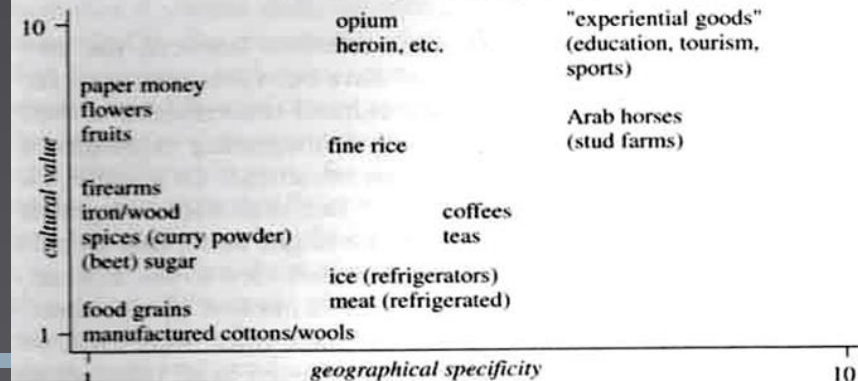 10
opium
heroin, etc.
"experiential goods"
(education, tourism,
sports)
paper money
flowers
fruits
fine rice
Arab horses
(stud farms)
cultural value
firearms
iron/wood
spices (curry powder)
(beet) sugar
coffees
teas
ice (refrigerators)
meat (refrigerated)
food grains
manufactured cottons/wools
1
1
geographical specificity
10